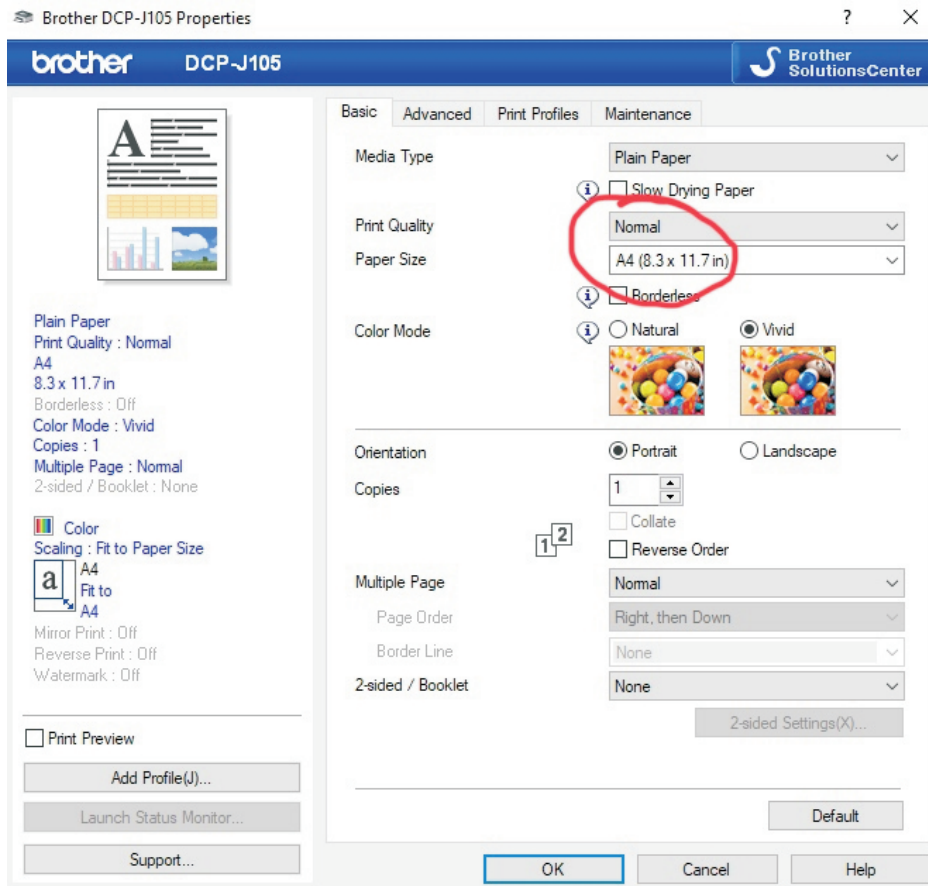 Brother DCP-J105 Properties ? ✕
brother DCP-J105 Brother
SolutionsCenter
A
Plain Paper
Print Quality : Normal
A4
8.3 x 11.7 in
Borderless : Off
Color Mode : Vivid
Copies : 1
Multiple Page : Normal
2-sided / Booklet : None
Color
Scaling : Fit to Paper Size
a
A4
Fit to
A4
Mirror Print : Off
Reverse Print : Off
Watermark : Off
Print Preview
Add Profile(J)...
Launch Status Monitor...
Support...
Basic Advanced Print Profiles Maintenance
Media Type Plain Paper
i Slow Drying Paper
Print Quality Normal
Paper Size A4 (8.3 x 11.7 in)
i Borderless
Color Mode i Natural Vivid
Orientation Portrait Landscape
Copies 1
Collate
1 2 Reverse Order
Multiple Page Normal
Page Order Right, then Down
Border Line None
2-sided / Booklet None
2-sided Settings(X)...
Default
OK Cancel Help